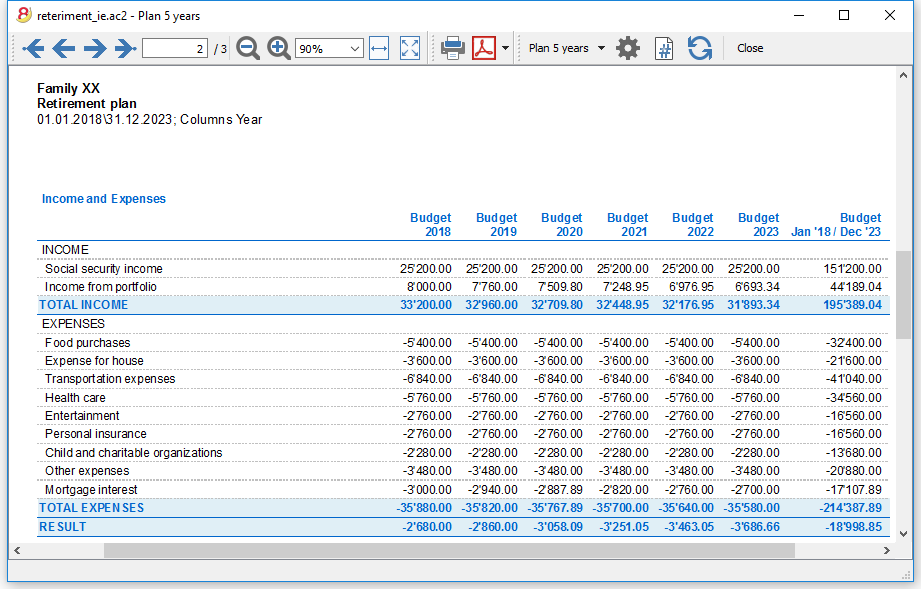 reteriment_ie.ac2 - Plan 5 years
2 / 3 90% Plan 5 years # Close
Family XX
Retirement plan
01.01.2018\31.12.2023; Columns Year
Income and Expenses
Budget Budget Budget Budget Budget Budget Budget
2018 2019 2020 2021 2022 2023 Jan '18 / Dec '23
INCOME
Social security income 25'200.00 25'200.00 25'200.00 25'200.00 25'200.00 25'200.00 151'200.00
Income from portfolio 8'000.00 7'760.00 7'509.80 7'248.95 6'976.95 6'693.34 44'189.04
TOTAL INCOME 33'200.00 32'960.00 32'709.80 32'448.95 32'176.95 31'893.34 195'389.04
EXPENSES
Food purchases -5'400.00 -5'400.00 -5'400.00 -5'400.00 -5'400.00 -5'400.00 -32'400.00
Expense for house -3'600.00 -3'600.00 -3'600.00 -3'600.00 -3'600.00 -3'600.00 -21'600.00
Transportation expenses -6'840.00 -6'840.00 -6'840.00 -6'840.00 -6'840.00 -6'840.00 -41'040.00
Health care -5'760.00 -5'760.00 -5'760.00 -5'760.00 -5'760.00 -5'760.00 -34'560.00
Entertainment -2'760.00 -2'760.00 -2'760.00 -2'760.00 -2'760.00 -2'760.00 -16'560.00
Personal insurance -2'760.00 -2'760.00 -2'760.00 -2'760.00 -2'760.00 -2'760.00 -16'560.00
Child and charitable organizations -2'280.00 -2'280.00 -2'280.00 -2'280.00 -2'280.00 -2'280.00 -13'680.00
Other expenses -3'480.00 -3'480.00 -3'480.00 -3'480.00 -3'480.00 -3'480.00 -20'880.00
Mortgage interest -3'000.00 -2'940.00 -2'887.89 -2'820.00 -2'760.00 -2'700.00 -17'107.89
TOTAL EXPENSES -35'880.00 -35'820.00 -35'767.89 -35'700.00 -35'640.00 -35'580.00 -214'387.89
RESULT -2'680.00 -2'860.00 -3'058.09 -3'251.05 -3'463.05 -3'686.66 -18'998.85